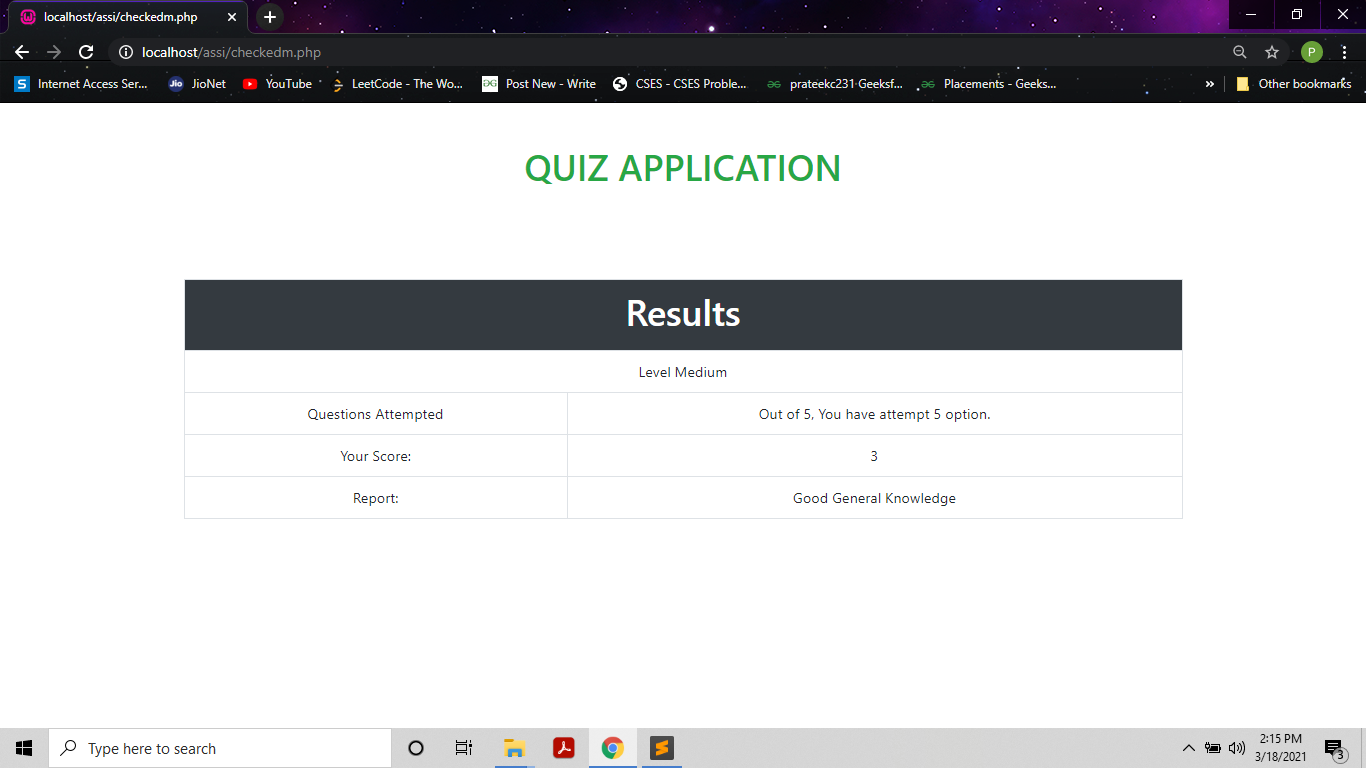 localhost/assi/checkedm.php
localhost/assi/checkedm.php
P
S Internet Access Ser...
Jio JioNet
YouTube
LeetCode - The Wo...
Post New - Write
CSES - CSES Proble...
prateekc231 Geeksf...
Placements - Geeks...
»
Other bookmarks
QUIZ APPLICATION
Results
Level Medium
Questions Attempted Out of 5, You have attempt 5 option.
Your Score: 3
Report: Good General Knowledge
Type here to search
2:15 PM
3/18/2021
3